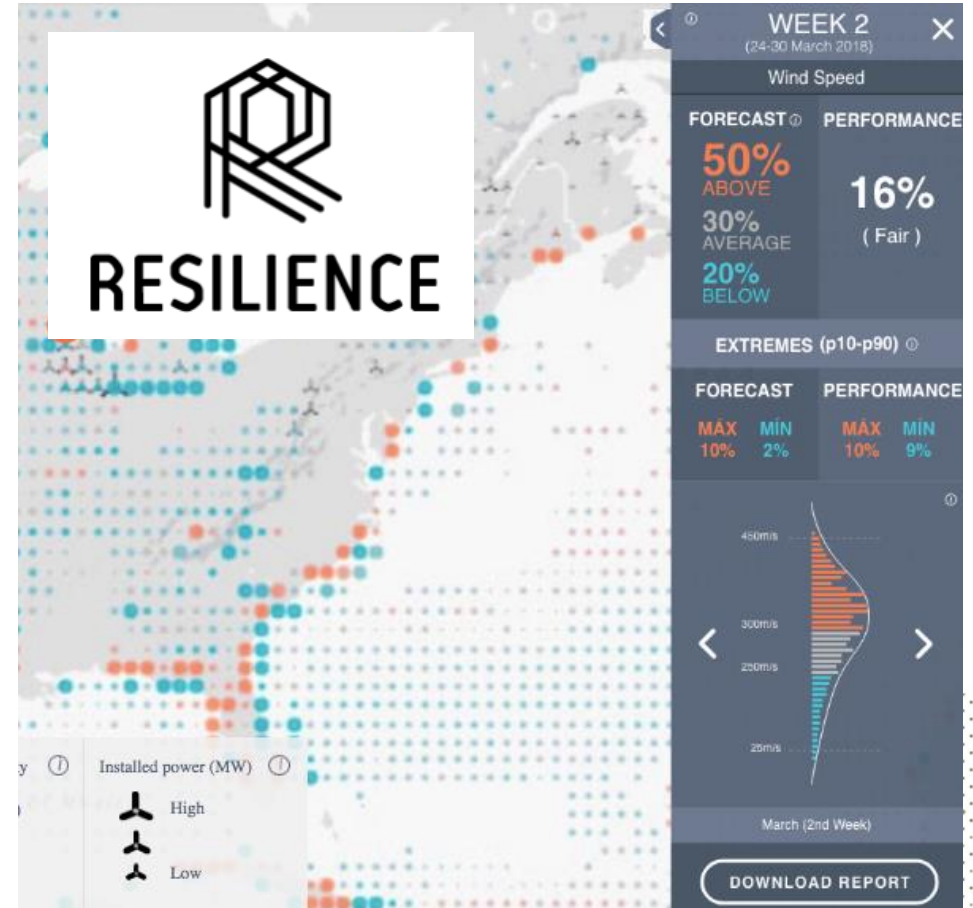 RESILIENCE
WEEK 2
(24-30 March 2018)
Wind Speed
FORECAST PERFORMANCE
50%
ABOVE
30%
AVERAGE
20%
BELOW
16%
( Fair )
EXTREMES (p10-p90)
FORECAST PERFORMANCE
MÁX MÍN MÁX MÍN
10% 2% 10% 9%
450m/s
300m/s
250m/s
25m/s
March (2nd Week)
DOWNLOAD REPORT
y Installed power (MW)
High
Low